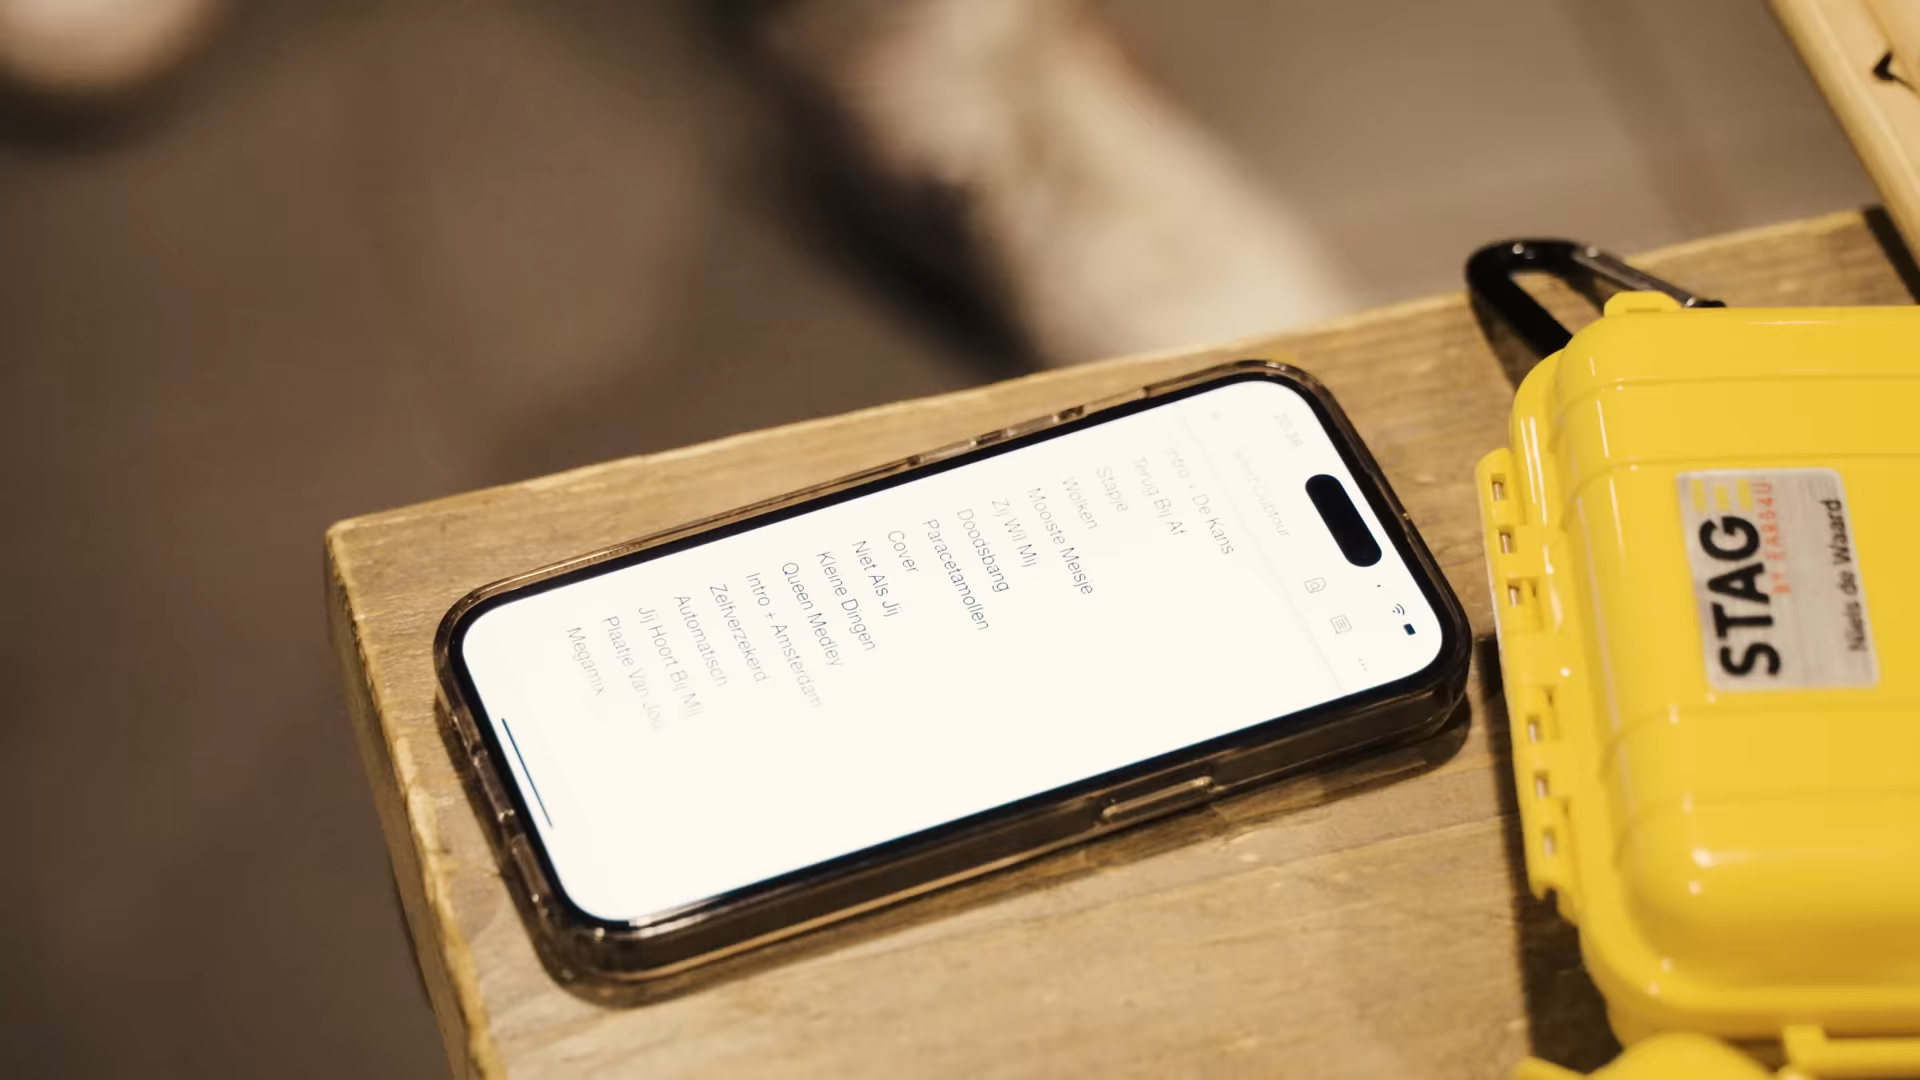 Intro + De Kans
Terug Bij Af
Stapje
Wolken
Mooiste Meisje
Zij Wil Mij
Doodsbang
Paracetamollen
Cover
Niet Als Jij
Kleine Dingen
Queen Medley
Intro + Amsterdam
Zelfverzekerd
Automatisch
Jij Hoort Bij Mij
Plaatje Van Jou
Megamix
STAG
BY EARS4U
Niels de Waard